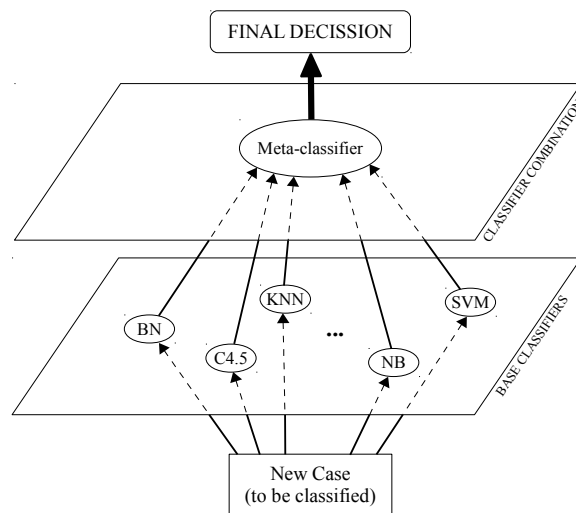 FINAL DECISSION
Meta-classifier
CLASSIFIER COMBINATION
KNN
SVM
BN
...
C4.5
NB
BASE CLASSIFIERS
New Case
(to be classified)